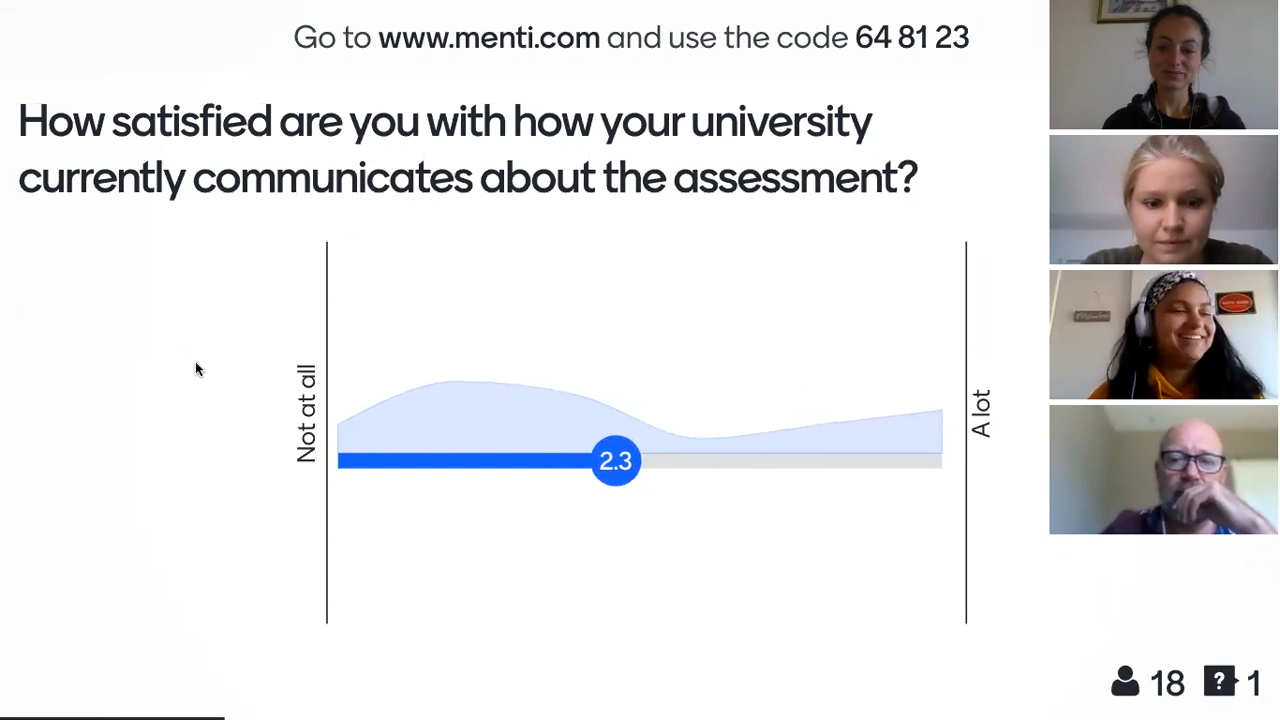 Go to www.menti.com and use the code 64 81 23
How satisfied are you with how your university
currently communicates about the assessment?
Not at all
2.3
A lot
18
? 1